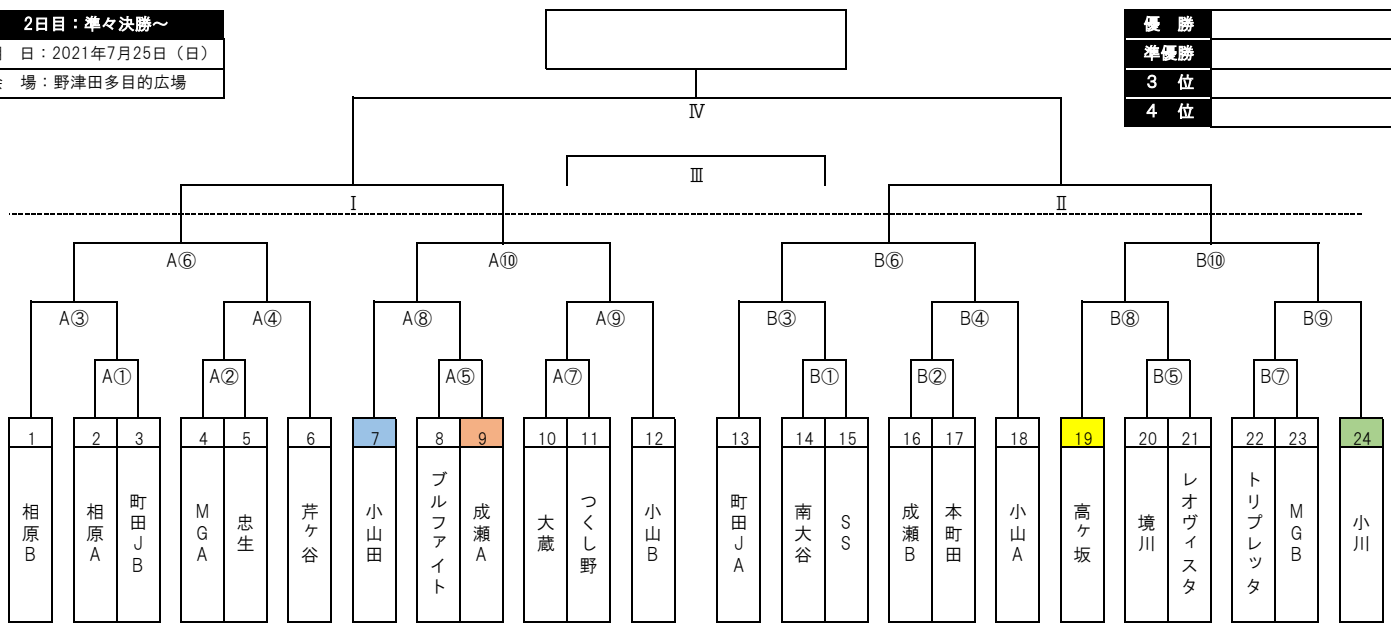 2日目：準々決勝～
日：2021年7月25日（日）
場：野津田多目的広場
優　勝
準優勝
3　位
4　位
Ⅳ
Ⅲ
Ⅰ
Ⅱ
A⑥
A⑩
B⑥
B⑩
A③
A④
A⑧
A⑨
B③
B④
B⑧
B⑨
A①
A②
A⑤
A⑦
B①
B②
B⑤
B⑦
1
2
3
4
5
6
7
8
9
10
11
12
13
14
15
16
17
18
19
20
21
22
23
24
相原B
相原A
町田JB
MGA
忠生
芹ヶ谷
小山田
ブルファイト
成瀬A
大蔵
つくし野
小山B
町田JA
南大谷
SS
成瀬B
本町田
小山A
高ヶ坂
境川
レオヴィスタ
トリプレッタ
MGB
小川